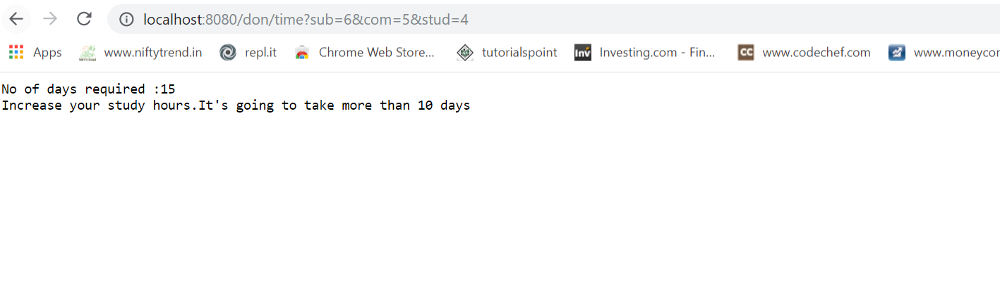 localhost:8080/don/time?sub=6&com=5&stud=4
Apps www.niftytrend.in repl.it Chrome Web Store... tutorialspoint Inv Investing.com - Fin... CC www.codechef.com www.moneycon
No of days required :15
Increase your study hours.It's going to take more than 10 days